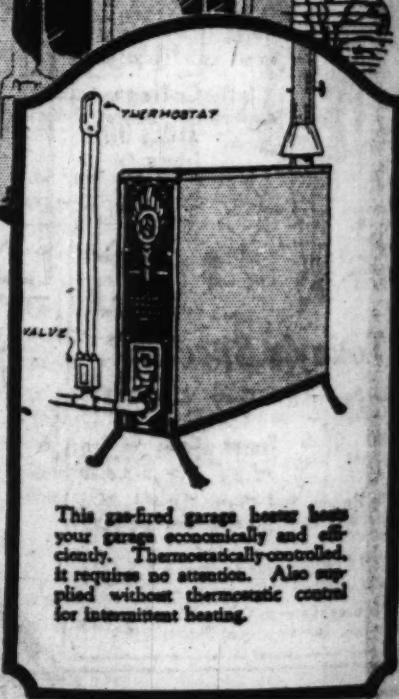 THERMOSTAT
VALVE
This gas-fired garage heater heats
your garage economically and effi-
ciently. Thermostatically-controlled,
it requires no attention. Also sup-
plied without thermostatic control
for intermittent heating.